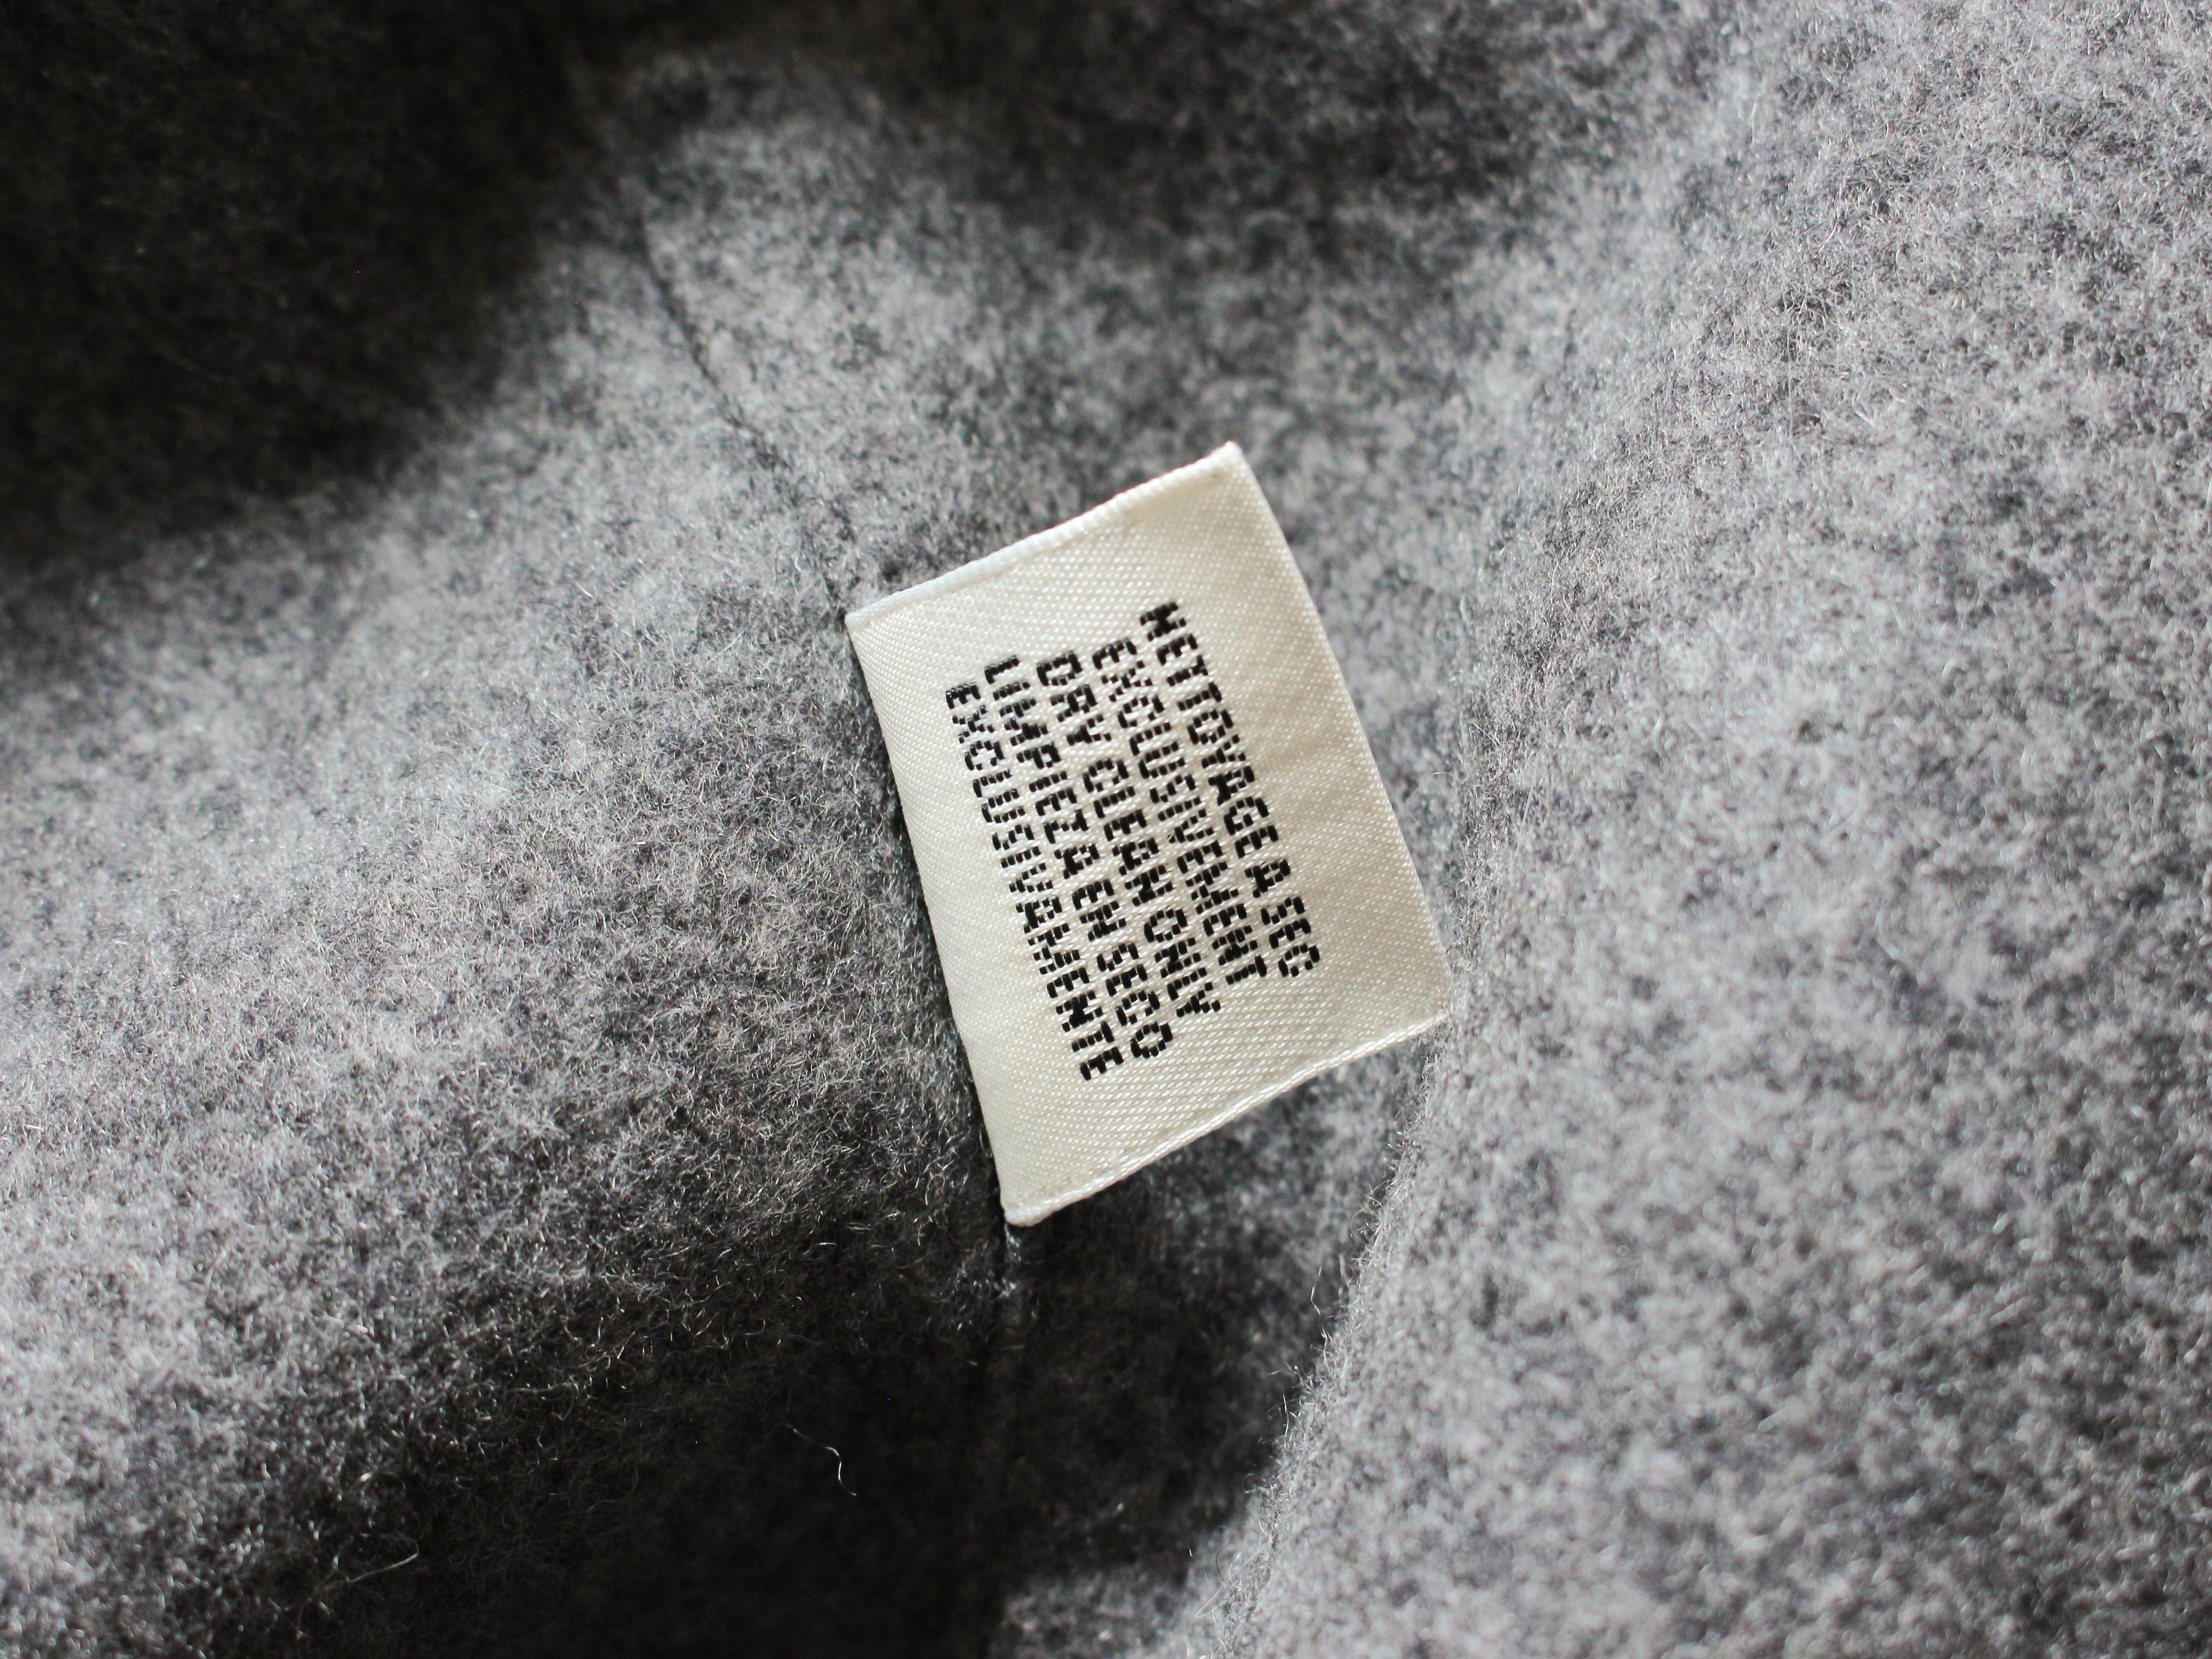 NETTOYAGE A SEC
EXCLUSIVEMENT
DRY CLEAN ONLY
LIMPIEZA EN SECO
EXCLUSIVAMENTE